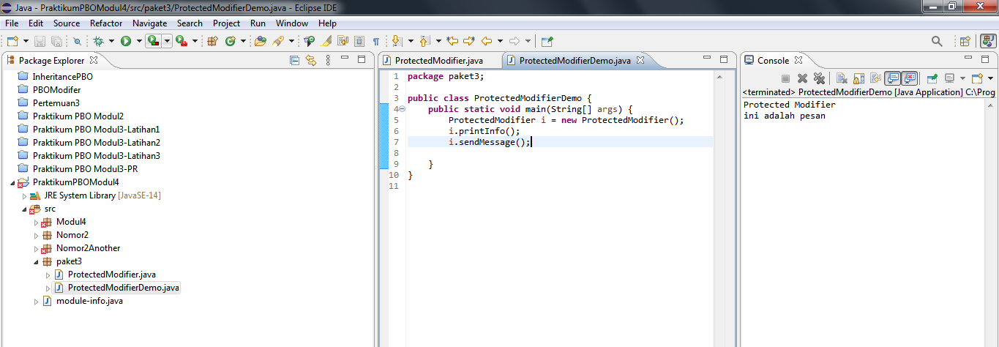 Java - PraktikumPBOModul4/src/paket3/ProtectedModifierDemo.java - Eclipse IDE
File Edit Source Refactor Navigate Search Project Run Window Help
Package Explorer
InheritancePBO
PBOModifer
Pertemuan3
Praktikum PBO Modul2
Praktikum PBO Modul3-Latihan1
Praktikum PBO Modul3-Latihan2
Praktikum PBO Modul3-Latihan3
Praktikum PBO Modul3-PR
PraktikumPBOModul4
JRE System Library [JavaSE-14]
src
Modul4
Nomor2
Nomor2Another
paket3
ProtectedModifier.java
ProtectedModifierDemo.java
module-info.java
ProtectedModifier.java ProtectedModifierDemo.java
1 package paket3;
2
3 public class ProtectedModifierDemo {
4 public static void main(String[] args) {
5 ProtectedModifier i = new ProtectedModifier();
6 i.printInfo();
7 i.sendMessage();
8
9 }
10 }
11
Console
<terminated> ProtectedModifierDemo [Java Application] C:\Prog
Protected Modifier
ini adalah pesan